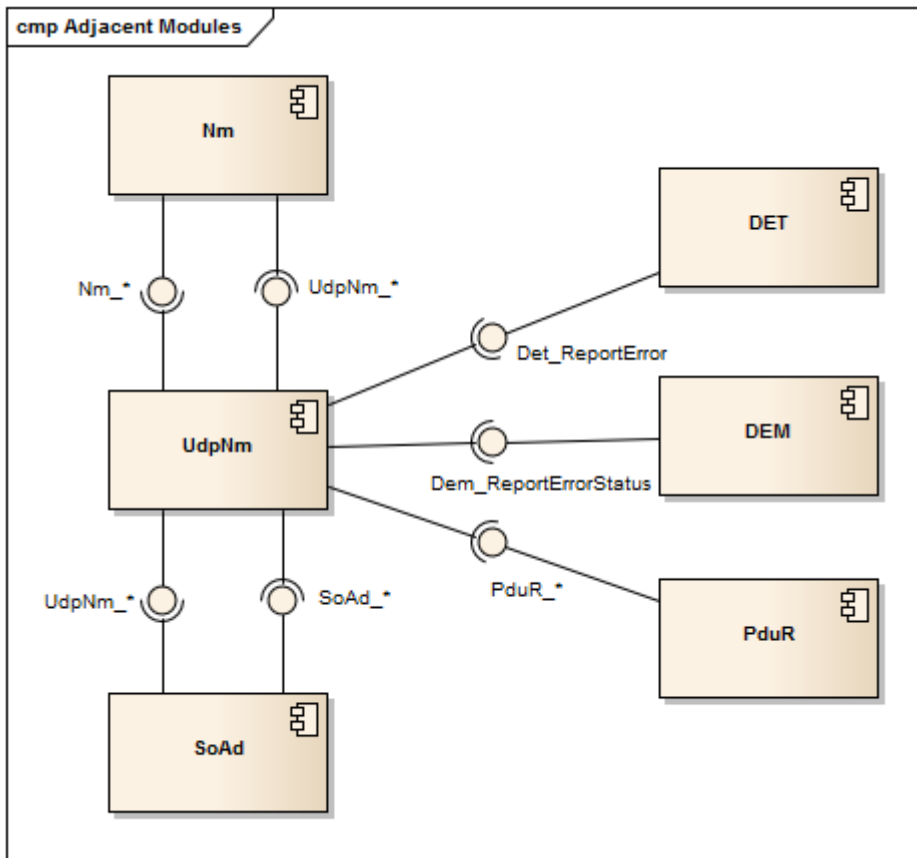 cmp Adjacent Modules
Nm
DET
Nm_*
UdpNm_*
Det_ReportError
UdpNm
DEM
Dem_ReportErrorStatus
UdpNm_*
SoAd_*
PduR_*
PduR
SoAd